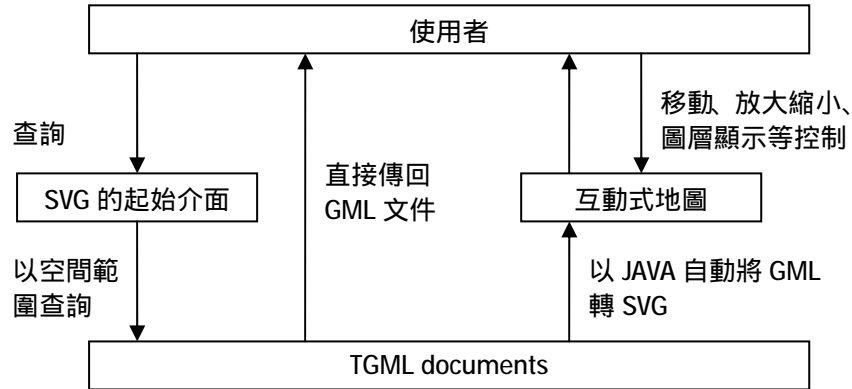 使用者
查詢
移動、放大縮小、
圖層顯示等控制
SVG 的起始介面
直接傳回
GML 文件
互動式地圖
以空間範
圍查詢
以 JAVA 自動將 GML
轉 SVG
TGML documents